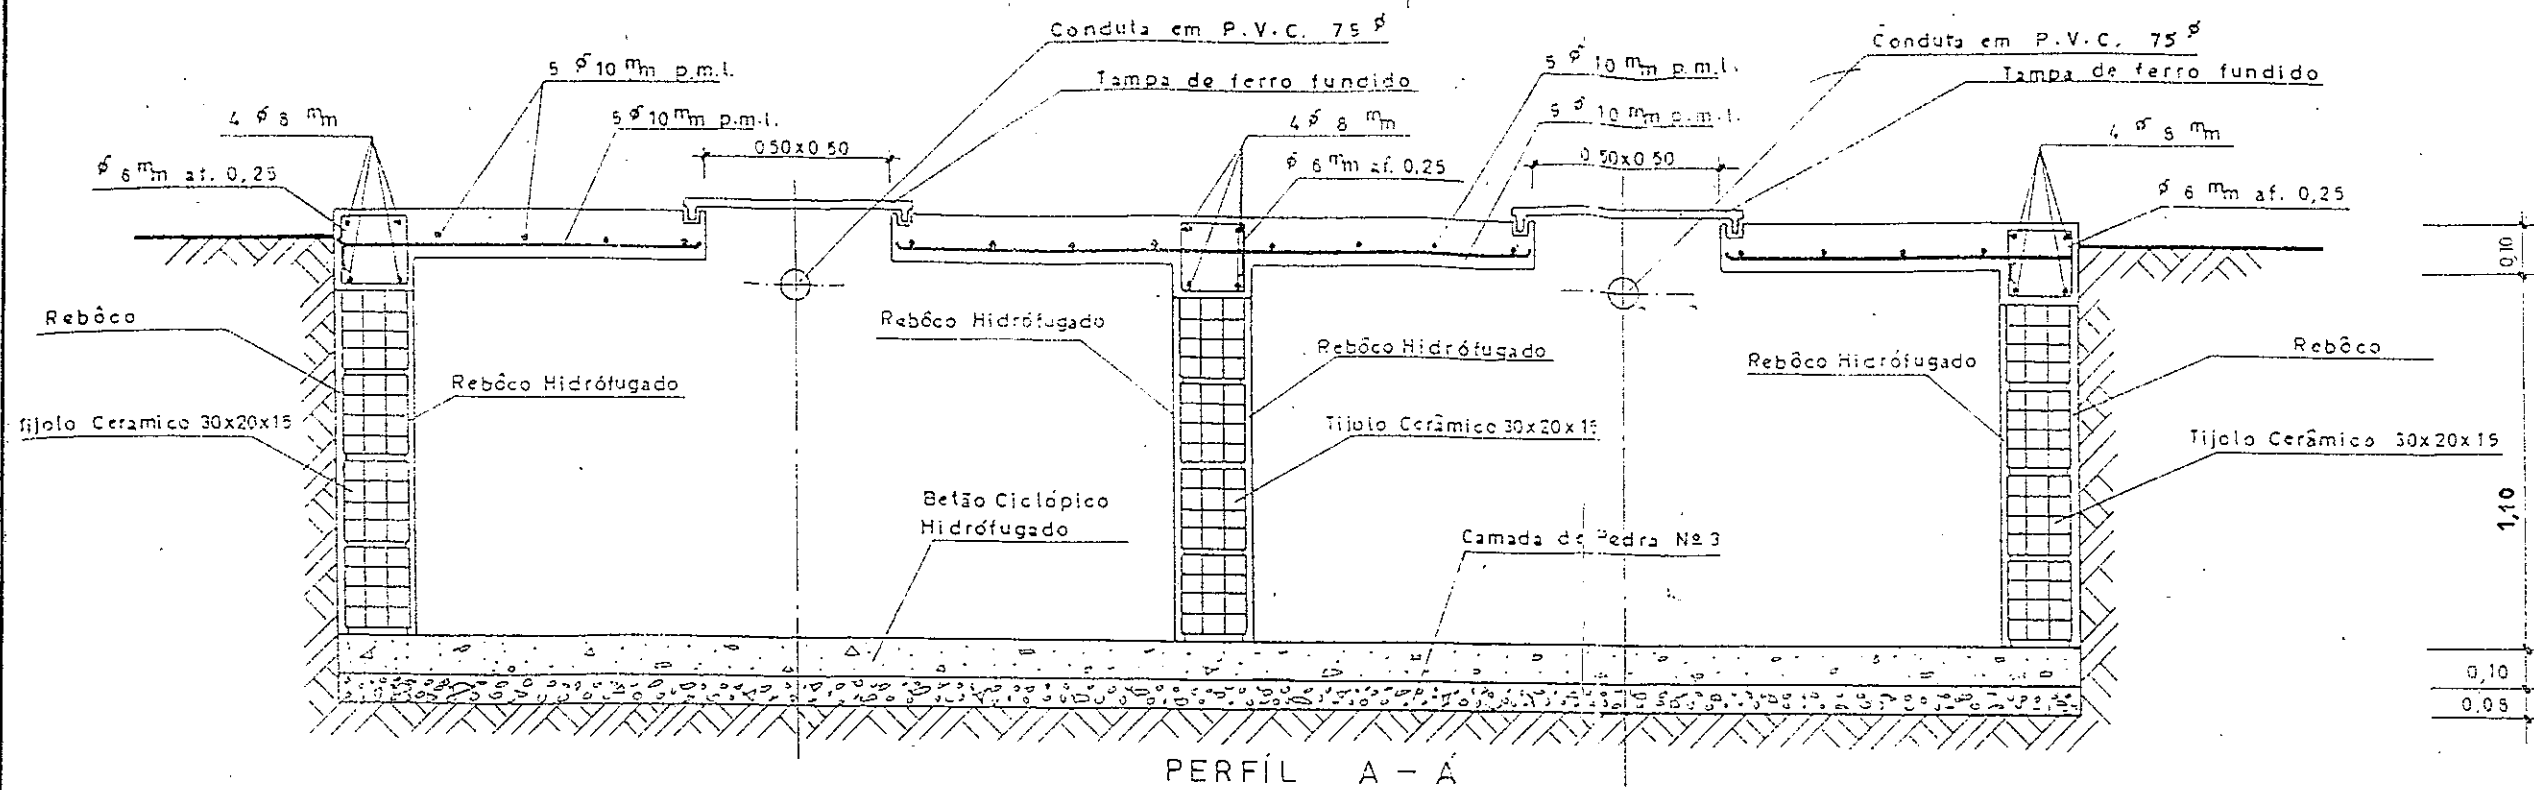 Conduta em P.V.C. 75 ø
Conduta em P.V.C. 75 ø
5 ø 10 mm p.m.l.
Tampa de ferro fundido
5 ø 10 mm p.m.l.
Tampa de ferro fundido
4 ø 8 mm
5 ø 10 mm p.m.l.
4 ø 8 mm
5 ø 10 mm p.m.l.
4 ø 8 mm
0.50x0.50
0.50x0.50
ø 6 mm af. 0,25
ø 6 mm af. 0,25
ø 6 mm af. 0,25
0,10
Rebôco
Rebôco Hidrófugado
Rebôco Hidrófugado
Rebôco Hidrófugado
Rebôco
Rebôco Hidrófugado
Tijolo Ceramico 30x20x15
Tijolo Cerâmico 30x20x15
Tijolo Cerâmico 30x20x15
Betão Ciclópico
Hidrófugado
Camada de Pedra Nº 3
1,10
0,10
0,08
PERFÍL A - Á